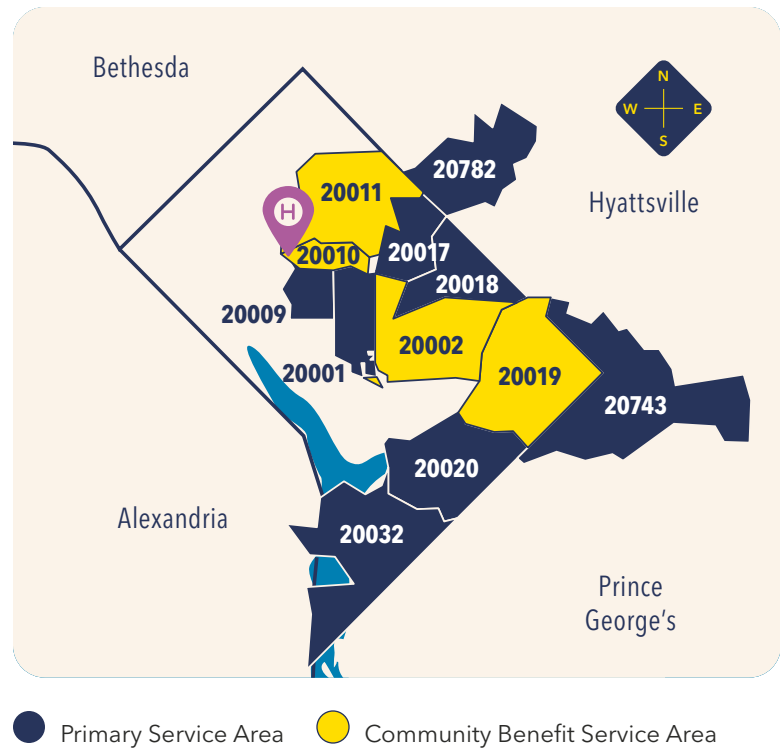 Bethesda
N
W
E
S
20782
20011
Hyattsville
H
20017
20010
20018
20009
20002
20001
20019
20743
20020
Alexandria
20032
Prince
George's
Primary Service Area
Community Benefit Service Area